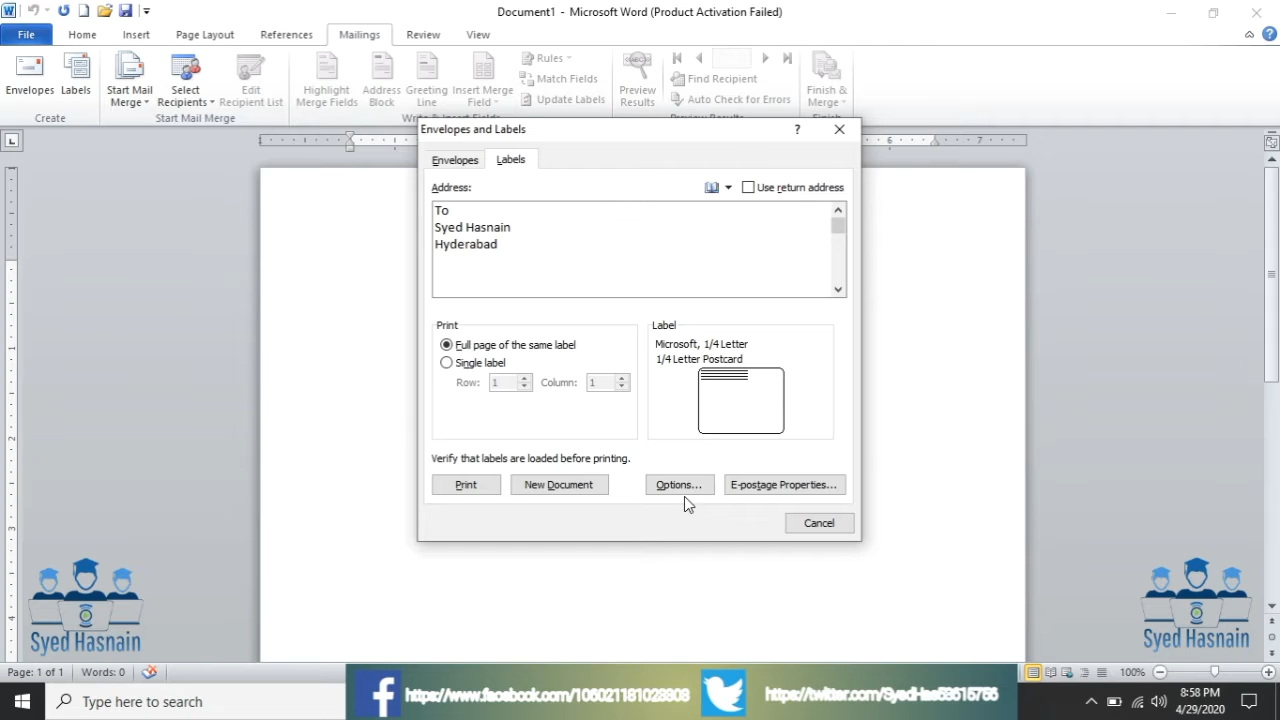 Document1 - Microsoft Word (Product Activation Failed)
File Home Insert Page Layout References Mailings Review View
Envelopes Labels Start Mail Merge Select Recipients Edit Recipient List Highlight Merge Fields Address Block Greeting Line Insert Merge Field Rules Match Fields Update Labels Preview Results Find Recipient Auto Check for Errors Finish & Merge
Create Start Mail Merge
Envelopes and Labels ?
Envelopes Labels
Address: Use return address
To
Syed Hasnain
Hyderabad
Print Label
Full page of the same label Microsoft, 1/4 Letter
Single label 1/4 Letter Postcard
Row: 1 Column: 1
Verify that labels are loaded before printing.
Print New Document Options... E-postage Properties...
Cancel
Syed Hasnain Syed Hasnain
Page: 1 of 1 Words: 0 100%
Type here to search
8:58 PM
4/29/2020